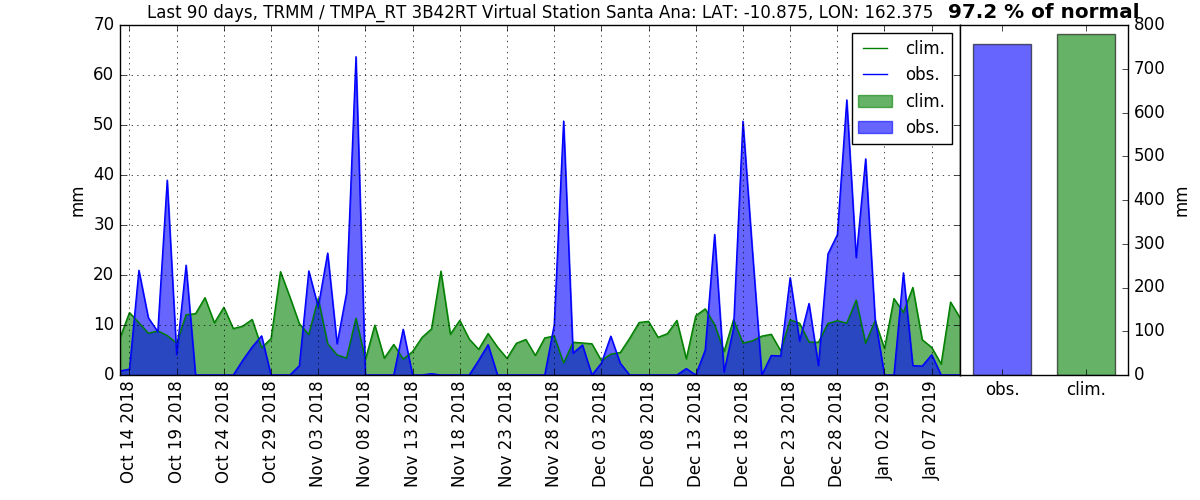 Last 90 days, TRMM / TMPA_RT 3B42RT Virtual Station Santa Ana: LAT: -10.875, LON: 162.375
97.2 % of normal
70
60
50
40
30
20
10
0
mm
clim.
obs.
clim.
obs.
Oct 14 2018
Oct 19 2018
Oct 24 2018
Oct 29 2018
Nov 03 2018
Nov 08 2018
Nov 13 2018
Nov 18 2018
Nov 23 2018
Nov 28 2018
Dec 03 2018
Dec 08 2018
Dec 13 2018
Dec 18 2018
Dec 23 2018
Dec 28 2018
Jan 02 2019
Jan 07 2019
800
700
600
500
400
300
200
100
0
mm
obs.
clim.